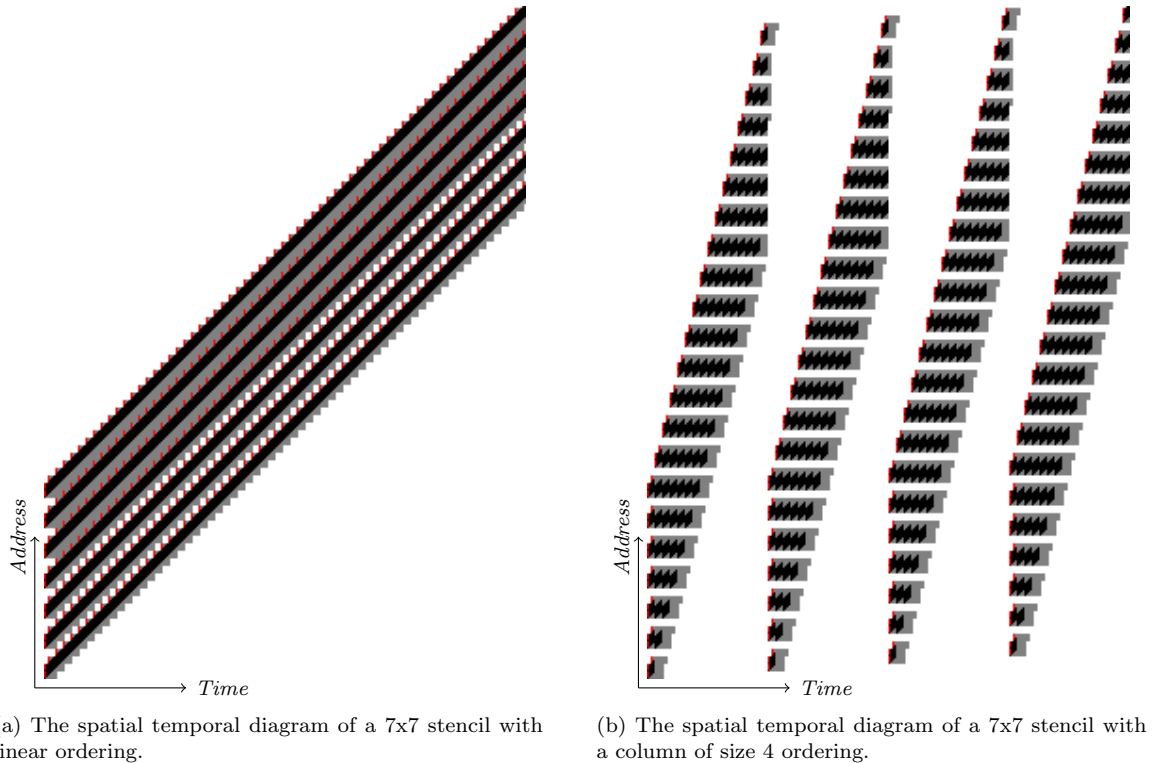 Address
Time
a) The spatial temporal diagram of a 7x7 stencil with
inear ordering.
Address
Time
(b) The spatial temporal diagram of a 7x7 stencil with
a column of size 4 ordering.